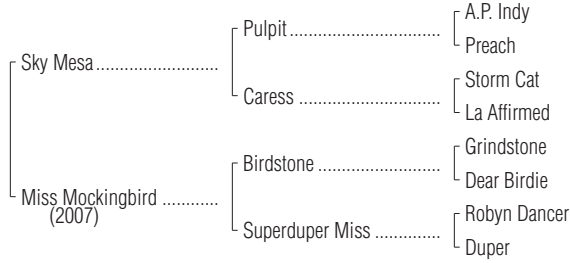 A.P. Indy
Pulpit
Preach
Sky Mesa
Storm Cat
Caress
La Affirmed
Grindstone
Birdstone
Dear Birdie
Miss Mockingbird
(2007)
Robyn Dancer
Superduper Miss
Duper